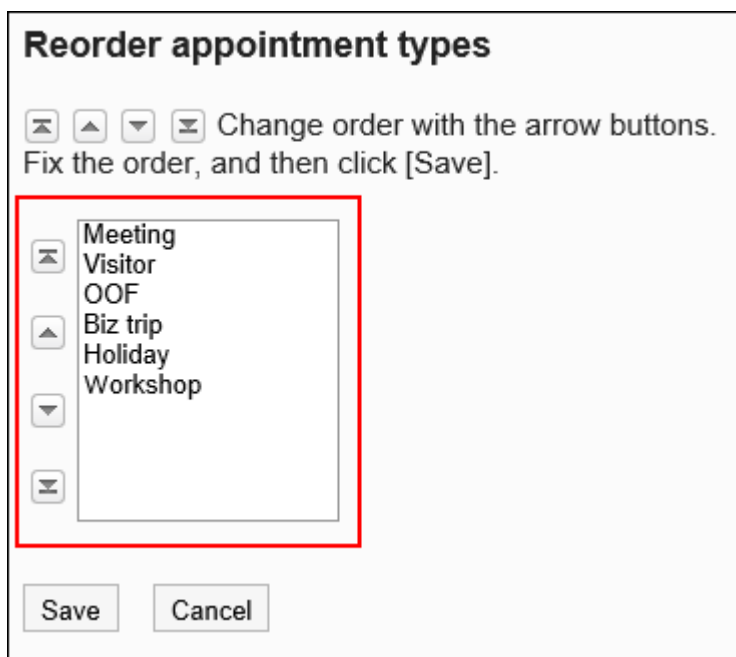 Reorder appointment types
Change order with the arrow buttons.
Fix the order, and then click [Save].
Meeting
Visitor
OOF
Biz trip
Holiday
Workshop
Save
Cancel